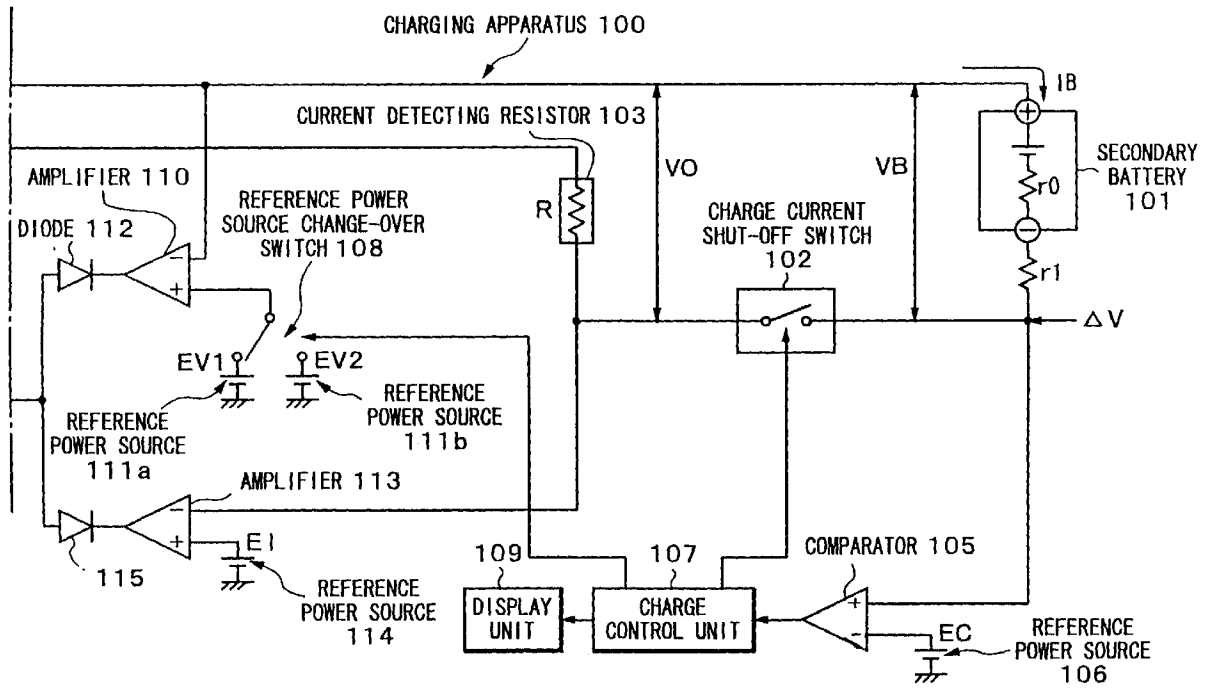 CHARGING APPARATUS 100
IB
CURRENT DETECTING RESISTOR 103
AMPLIFIER 110
REFERENCE POWER
SOURCE CHANGE-OVER
SWITCH 108
DIODE 112
R
VO
VB
CHARGE CURRENT
SHUT-OFF SWITCH
102
r0
SECONDARY
BATTERY
101
r1
ΔV
EV1
EV2
REFERENCE
POWER SOURCE
111a
REFERENCE
POWER SOURCE
111b
AMPLIFIER 113
EI
115
REFERENCE
POWER SOURCE
114
109
DISPLAY
UNIT
107
CHARGE
CONTROL UNIT
COMPARATOR 105
EC
REFERENCE
POWER SOURCE
106